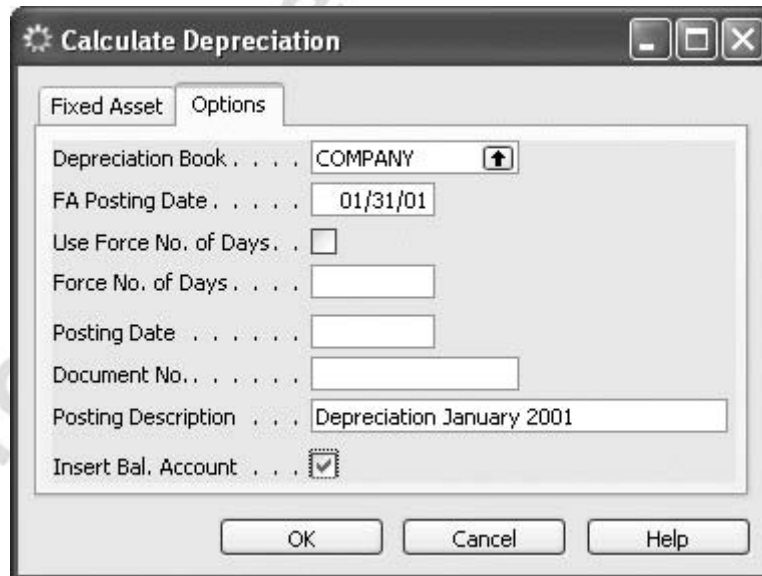 Calculate Depreciation
Fixed Asset Options
Depreciation Book . . . . COMPANY
FA Posting Date . . . . . 01/31/01
Use Force No. of Days. .
Force No. of Days . . . .
Posting Date . . . . . .
Document No. . . . . . .
Posting Description . . . Depreciation January 2001
Insert Bal. Account . . .
OK Cancel Help